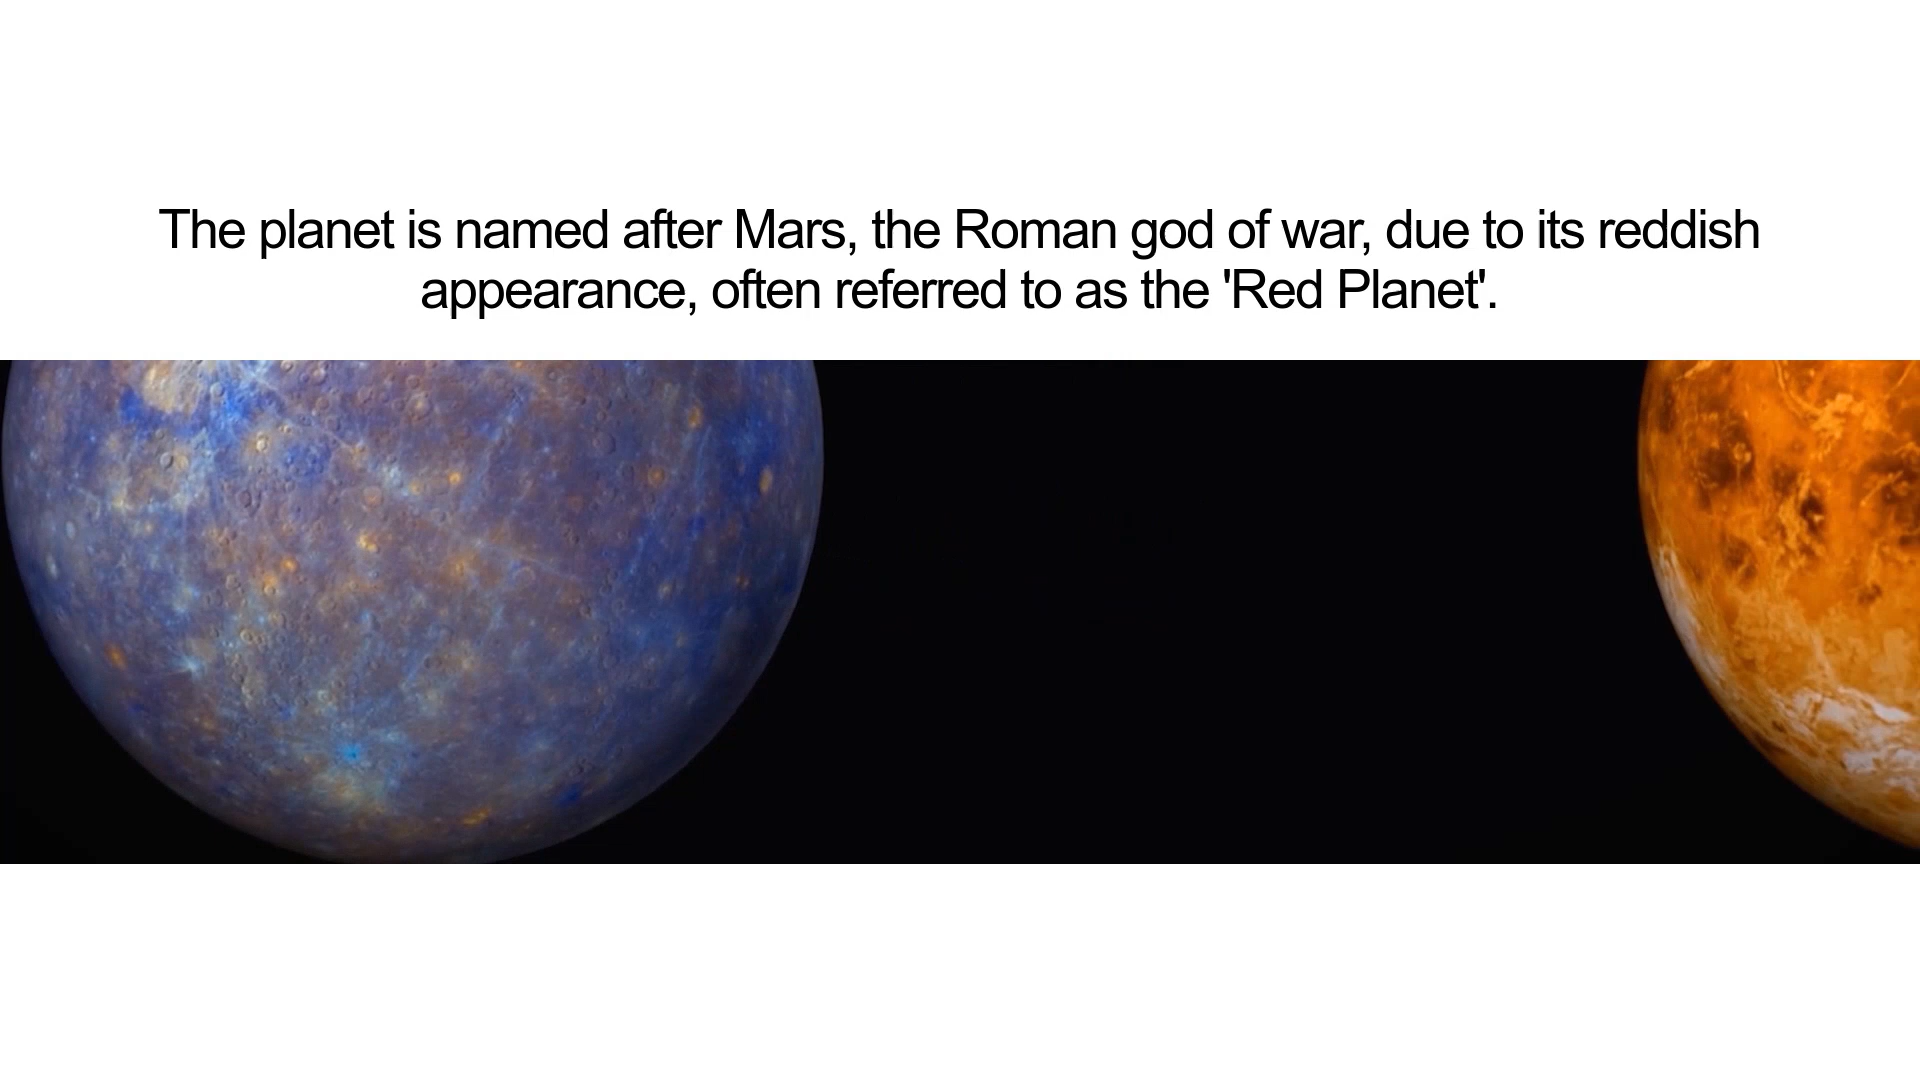 The planet is named after Mars, the Roman god of war, due to its reddish
appearance, often referred to as the 'Red Planet'.